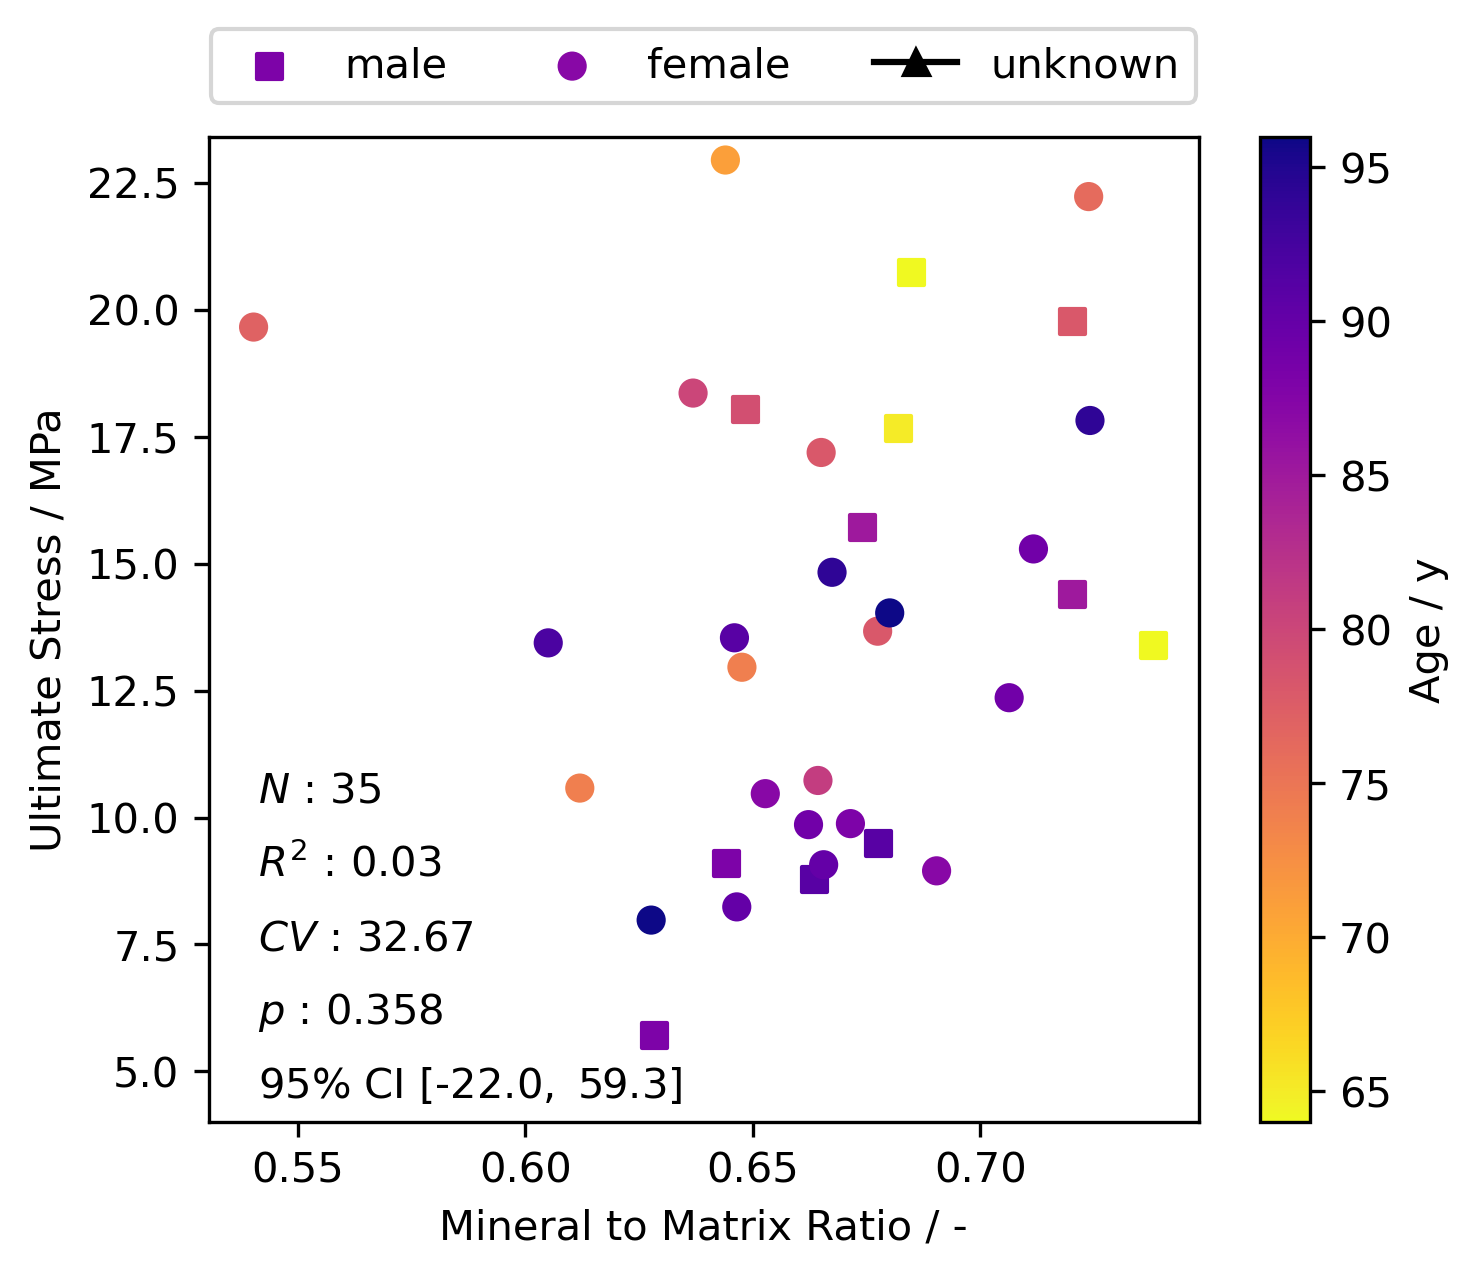 male female unknown
22.5
20.0
17.5
15.0
12.5
10.0
7.5
5.0
Ultimate Stress / MPa
N : 35
R² : 0.03
CV : 32.67
p : 0.358
95% CI [-22.0, 59.3]
0.55 0.60 0.65 0.70
Mineral to Matrix Ratio / -
95
90
85
80
75
70
65
Age / y